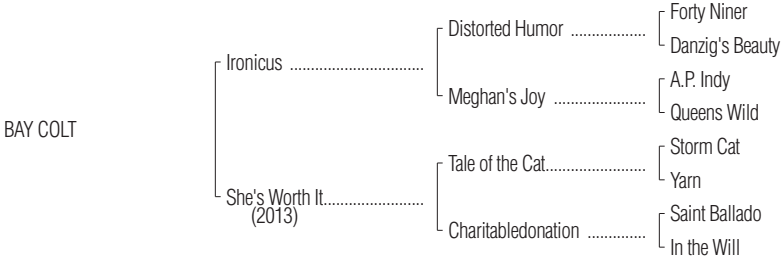 Forty Niner
Distorted Humor ..................
Danzig's Beauty
Ironicus ................................
A.P. Indy
Meghan's Joy ......................
Queens Wild
BAY COLT
Storm Cat
Tale of the Cat........................
Yarn
She's Worth It........................
(2013)
Saint Ballado
Charitabledonation ..............
In the Will